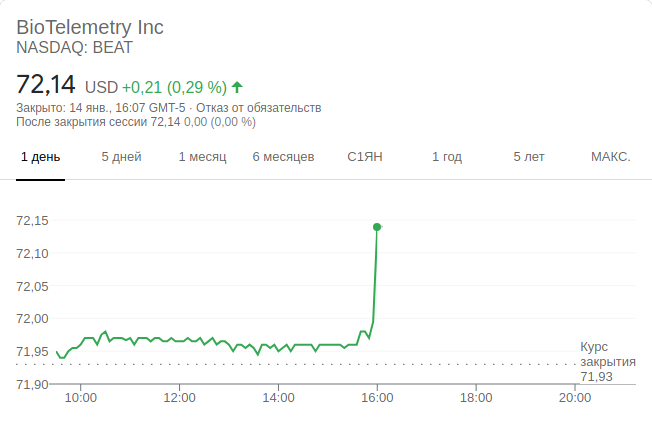 BioTelemetry Inc
NASDAQ: BEAT
72,14 USD +0,21 (0,29 %)
Закрыто: 14 янв., 16:07 GMT-5 · Отказ от обязательств
После закрытия сессии 72,14 0,00 (0,00 %)
1 день 5 дней 1 месяц 6 месяцев С1ЯН 1 год 5 лет МАКС.
72,15
72,10
72,05
72,00
71,95
71,90
Курс
закрытия
71,93
10:00 12:00 14:00 16:00 18:00 20:00